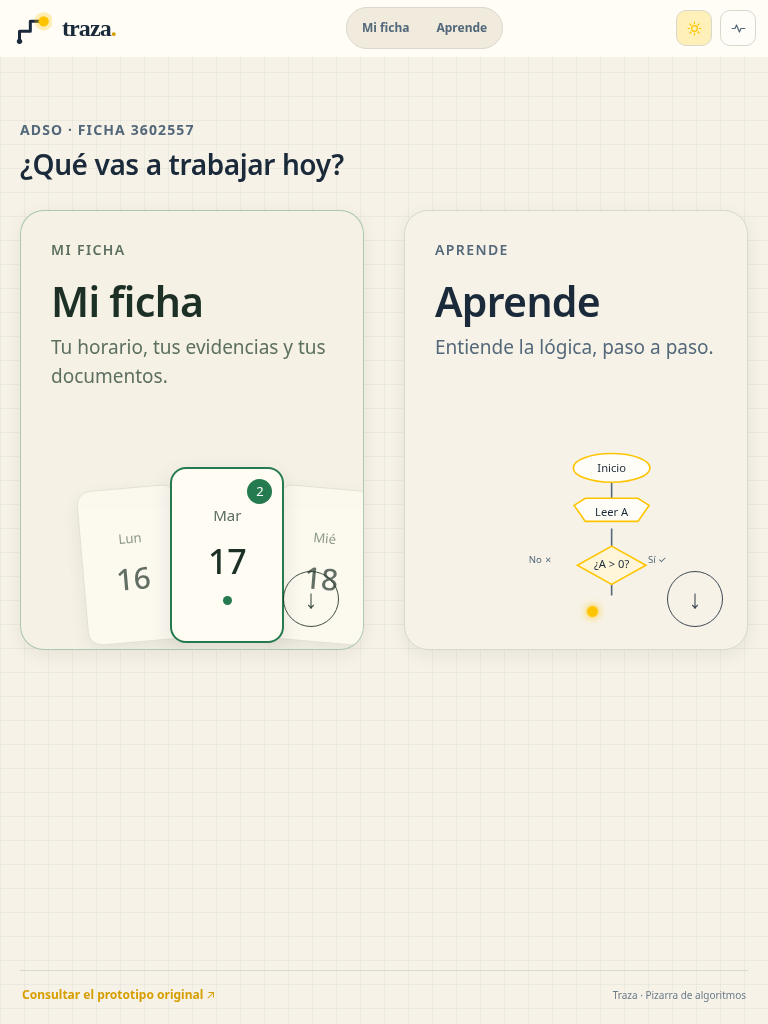 traza.
Mi ficha
Aprende
ADSO · FICHA 3602557
¿Qué vas a trabajar hoy?
MI FICHA
Mi ficha
Tu horario, tus evidencias y tus
documentos.
Lun
16
2
Mar
17
Mié
18
↓
APRENDE
Aprende
Entiende la lógica, paso a paso.
Inicio
Leer A
No ×
¿A > 0?
Sí ✓
↓
Consultar el prototipo original ↗
Traza · Pizarra de algoritmos